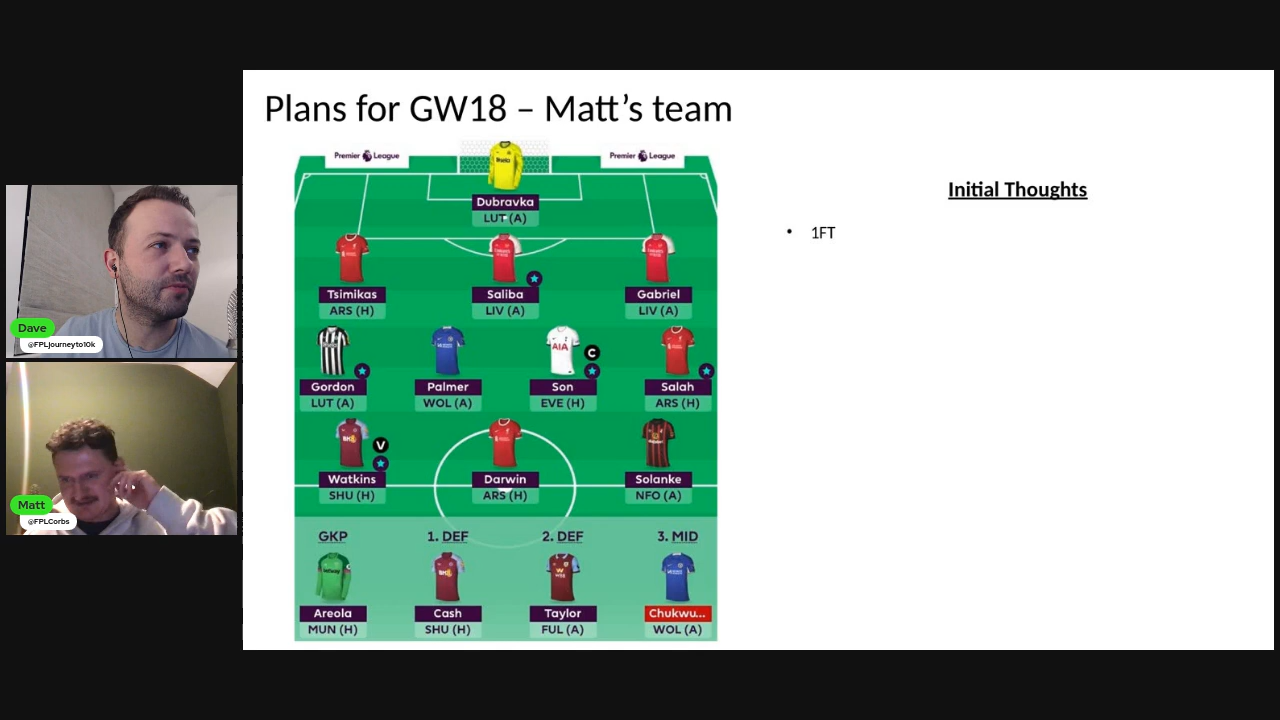 Plans for GW18 – Matt's team
Premier League
Premier League
Dubravka
LUT (A)
Initial Thoughts
• 1FT
Tsimikas
ARS (H)
Saliba
LIV (A)
Gabriel
LIV (A)
Dave
@FPLjourneyto10k
AIA
C
Gordon
LUT (A)
Palmer
WOL (A)
Son
EVE (H)
Salah
ARS (H)
V
Watkins
SHU (H)
Darwin
ARS (H)
Solanke
NFO (A)
Matt
@FPLCorbs
GKP
1. DEF
2. DEF
3. MID
Areola
MUN (H)
Cash
SHU (H)
Taylor
FUL (A)
Chukwu...
WOL (A)